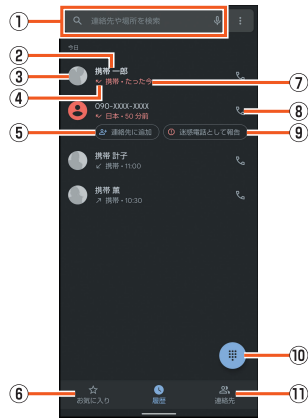 ①
連絡先や場所を検索
今日
②
③
携帯 一郎
携帯・たった今
⑦
④
090-XXXX-XXXX
日本・50 分前
⑧
⑤
連絡先に追加
迷惑電話として報告
⑨
携帯 計子
携帯・11:00
携帯 薫
携帯・10:30
⑩
⑥
お気に入り
履歴
連絡先
⑪